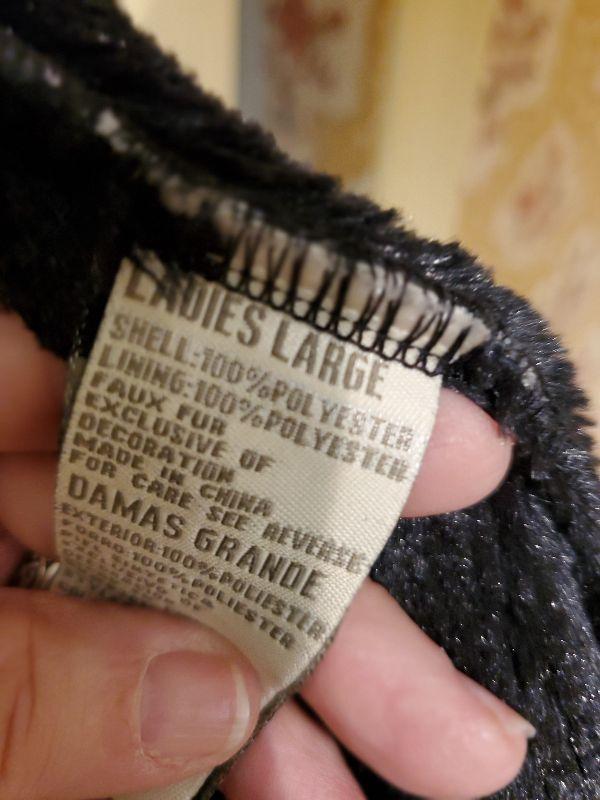 LADIES LARGE
SHELL:100%POLYESTER
LINING:100%POLYESTER
FAUX FUR
EXCLUSIVE OF
DECORATION
MADE IN CHINA
FOR CARE SEE REVERSE
DAMAS GRANDE
EXTERIOR:100%POLIESTER
FORRO:100%POLIESTER